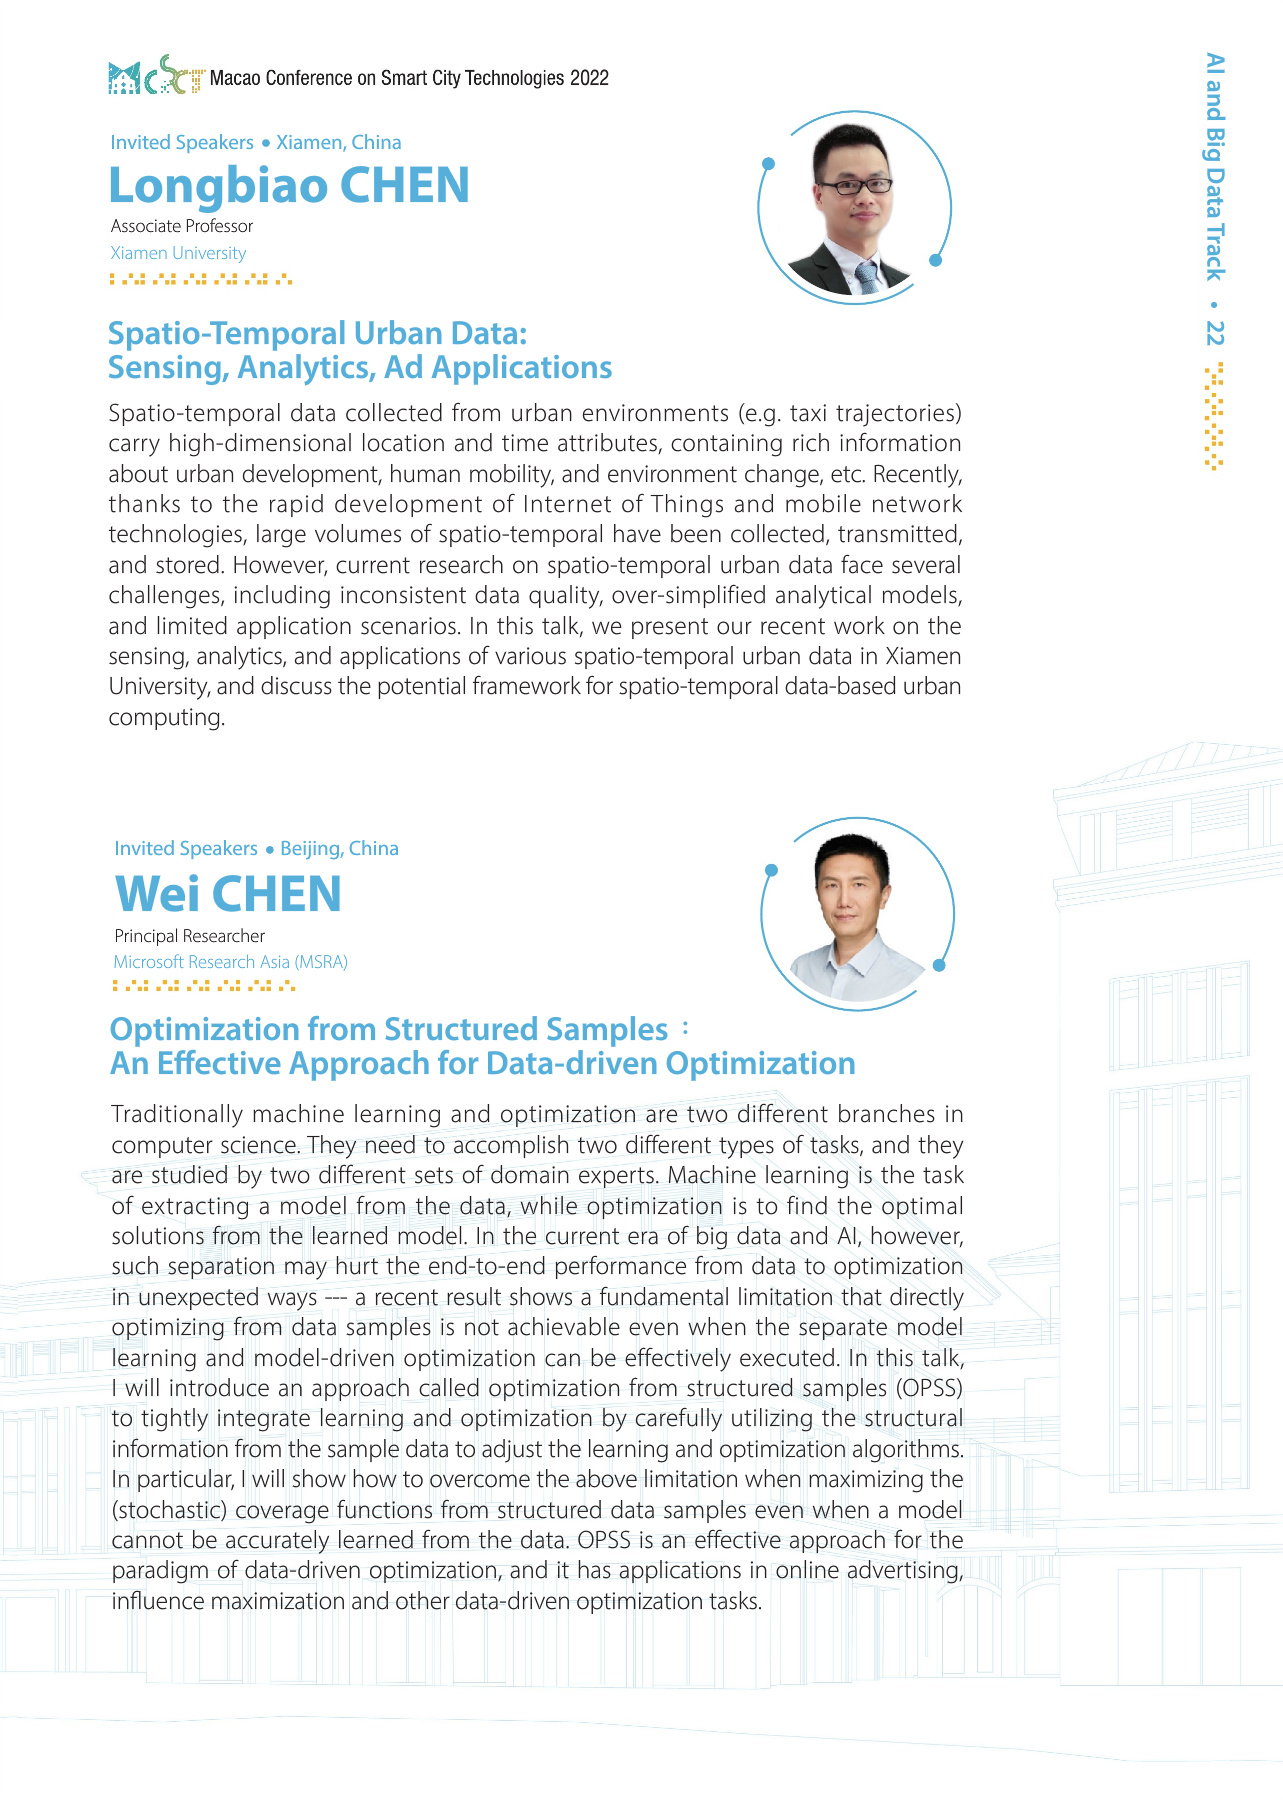 MCSCT Macao Conference on Smart City Technologies 2022
AI and Big Data Track • 22
Invited Speakers • Xiamen, China
Longbiao CHEN
Associate Professor
Xiamen University
Spatio-Temporal Urban Data:
Sensing, Analytics, Ad Applications
Spatio-temporal data collected from urban environments (e.g. taxi trajectories)
carry high-dimensional location and time attributes, containing rich information
about urban development, human mobility, and environment change, etc. Recently,
thanks to the rapid development of Internet of Things and mobile network
technologies, large volumes of spatio-temporal have been collected, transmitted,
and stored. However, current research on spatio-temporal urban data face several
challenges, including inconsistent data quality, over-simplified analytical models,
and limited application scenarios. In this talk, we present our recent work on the
sensing, analytics, and applications of various spatio-temporal urban data in Xiamen
University, and discuss the potential framework for spatio-temporal data-based urban
computing.
Invited Speakers • Beijing, China
Wei CHEN
Principal Researcher
Microsoft Research Asia (MSRA)
Optimization from Structured Samples：
An Effective Approach for Data-driven Optimization
Traditionally machine learning and optimization are two different branches in
computer science. They need to accomplish two different types of tasks, and they
are studied by two different sets of domain experts. Machine learning is the task
of extracting a model from the data, while optimization is to find the optimal
solutions from the learned model. In the current era of big data and AI, however,
such separation may hurt the end-to-end performance from data to optimization
in unexpected ways --- a recent result shows a fundamental limitation that directly
optimizing from data samples is not achievable even when the separate model
learning and model-driven optimization can be effectively executed. In this talk,
I will introduce an approach called optimization from structured samples (OPSS)
to tightly integrate learning and optimization by carefully utilizing the structural
information from the sample data to adjust the learning and optimization algorithms.
In particular, I will show how to overcome the above limitation when maximizing the
(stochastic) coverage functions from structured data samples even when a model
cannot be accurately learned from the data. OPSS is an effective approach for the
paradigm of data-driven optimization, and it has applications in online advertising,
influence maximization and other data-driven optimization tasks.